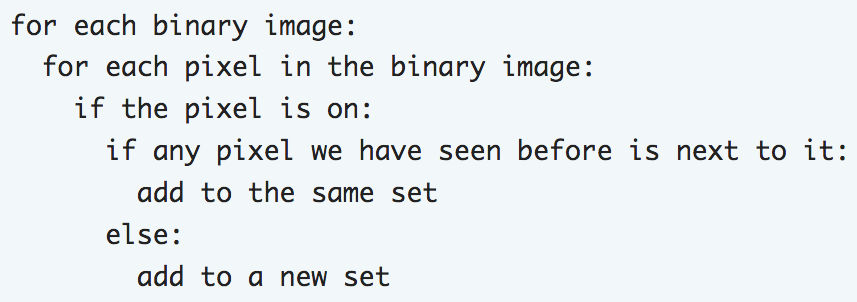 for each binary image:
  for each pixel in the binary image:
    if the pixel is on:
      if any pixel we have seen before is next to it:
        add to the same set
      else:
        add to a new set